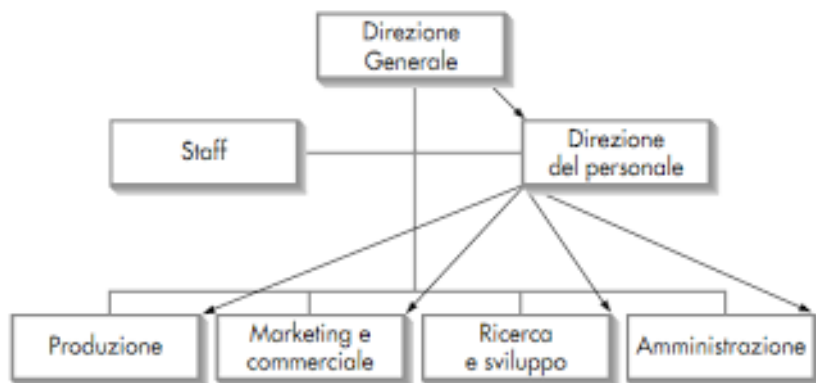 Direzione
Generale
Staff
Direzione
del personale
Produzione
Marketing e
commerciale
Ricerca
e sviluppo
Amministrazione